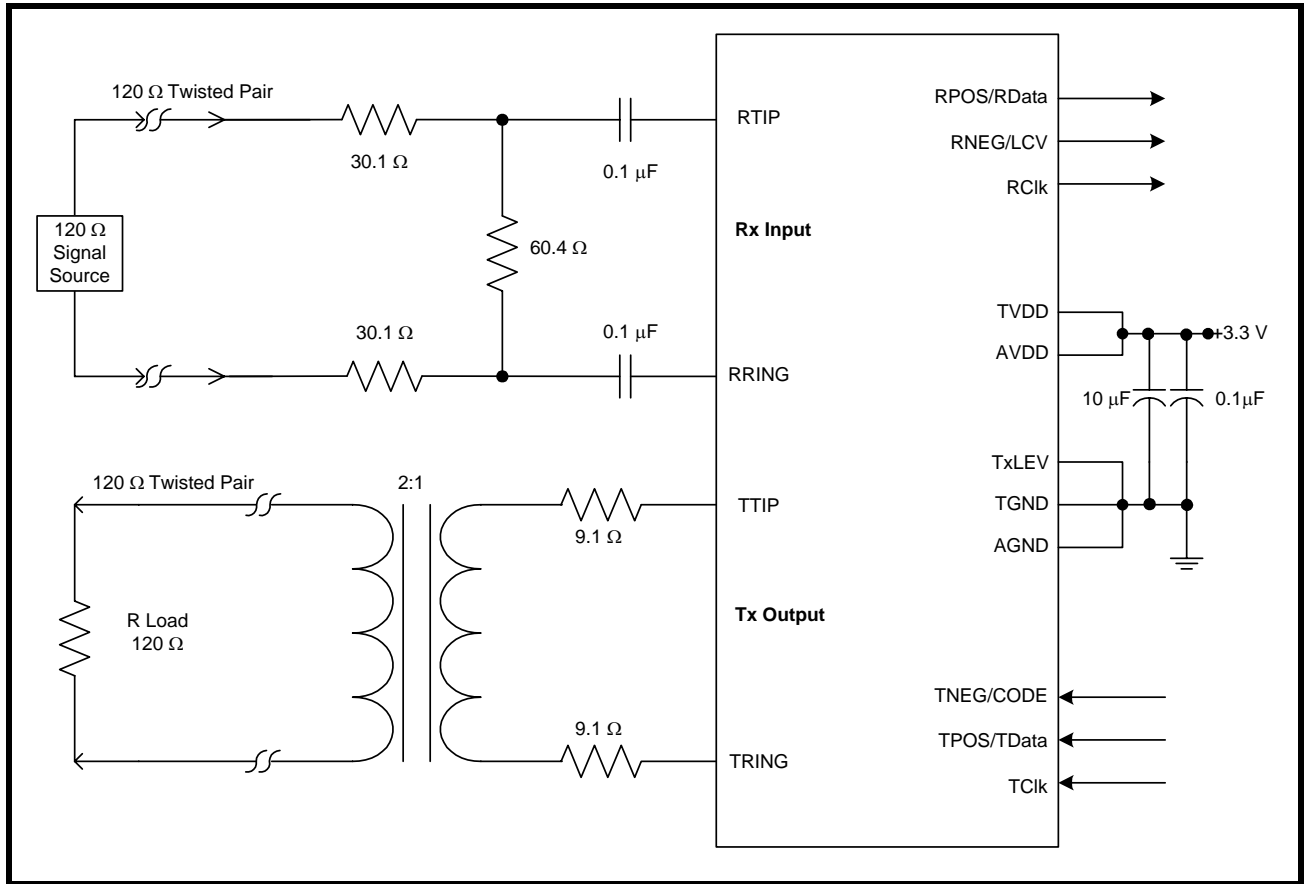 120 Ω Twisted Pair
30.1 Ω
0.1 μF
RTIP
120 Ω
Signal
Source
60.4 Ω
Rx Input
30.1 Ω
0.1 μF
RRING
RPOS/RData
RNEG/LCV
RClk
TVDD
AVDD
+3.3 V
10 μF
0.1μF
TxLEV
TGND
AGND
120 Ω Twisted Pair
2:1
9.1 Ω
TTIP
R Load
120 Ω
Tx Output
9.1 Ω
TRING
TNEG/CODE
TPOS/TData
TClk